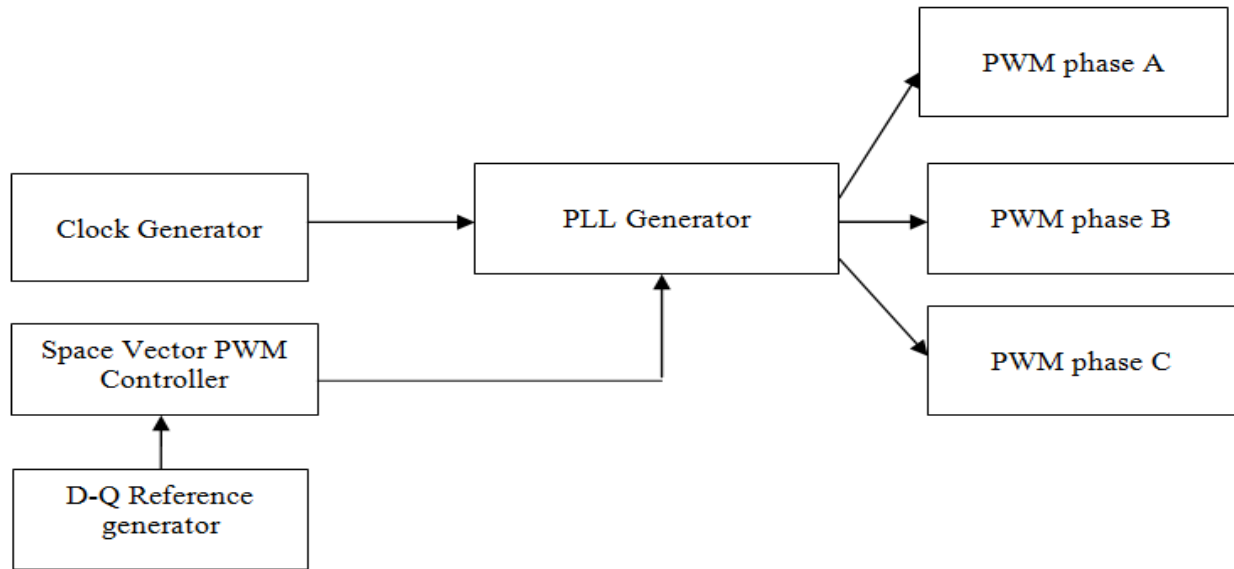 PWM phase A
Clock Generator
PLL Generator
PWM phase B
Space Vector PWM
Controller
PWM phase C
D-Q Reference
generator